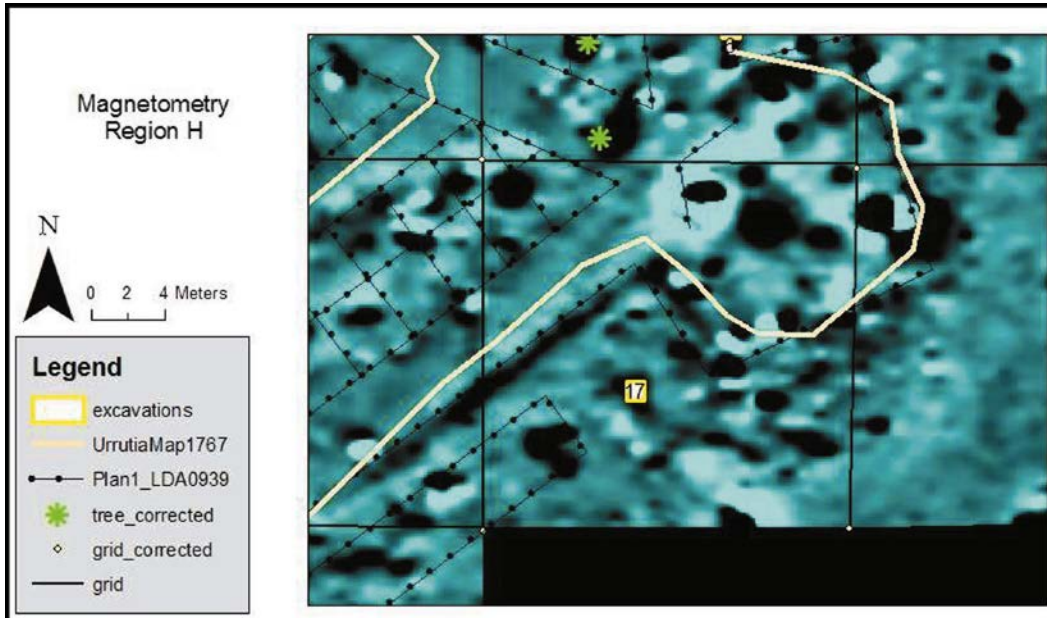 Magnetometry
Region H
N
0 2 4 Meters
Legend
excavations
UrrutiaMap1767
Plan1_LDA0939
tree_corrected
grid_corrected
grid
17